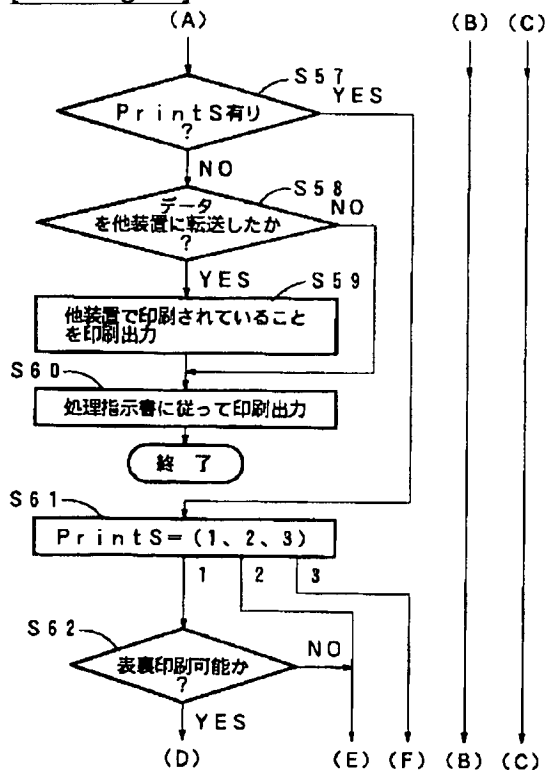 (A) (B) (C)
S57
PrintS有り
?
YES
NO
S58
データ
を他装置に転送したか
?
NO
YES
S59
他装置で印刷されていること
を印刷出力
S60
処理指示書に従って印刷出力
終 了
S61
PrintS=(1、2、3)
1 2 3
S62
表裏印刷可能か
?
NO
YES
(D) (E) (F) (B) (C)